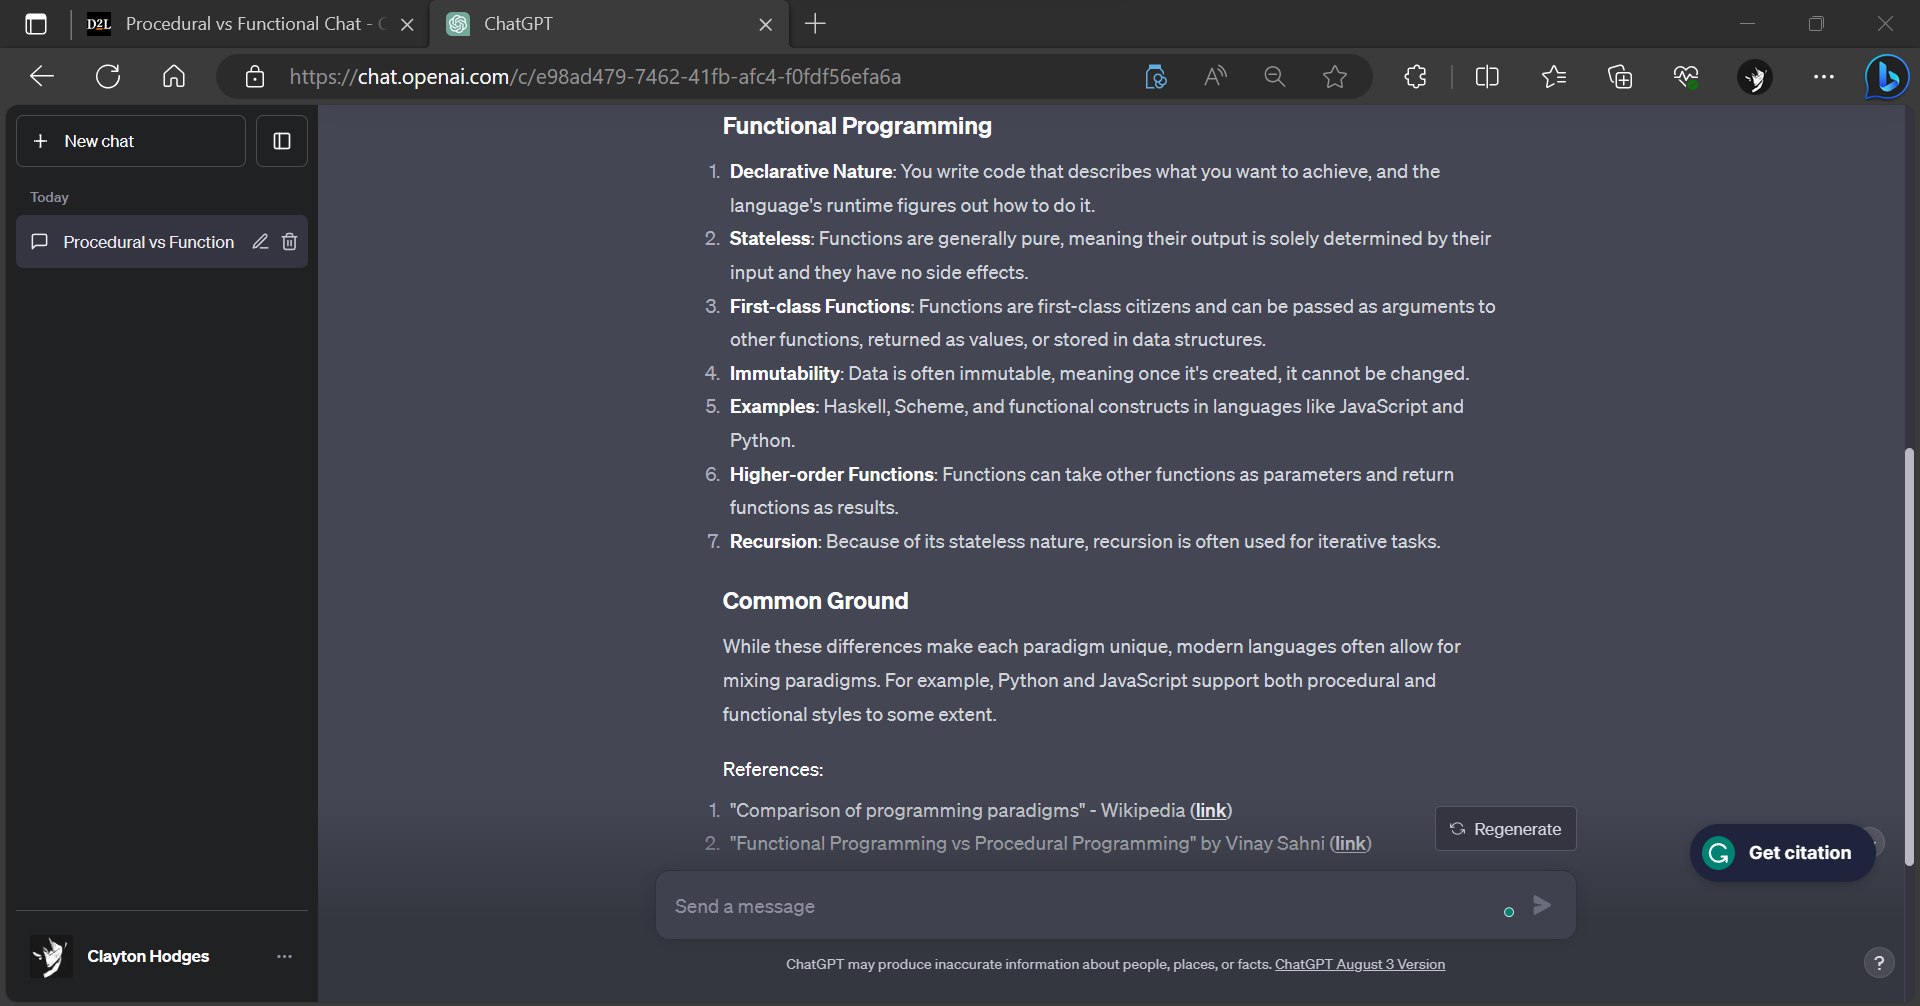 D2L Procedural vs Functional Chat -
ChatGPT
https://chat.openai.com/c/e98ad479-7462-41fb-afc4-f0fdf56efa6a
New chat
Today
Procedural vs Function
Functional Programming
1. Declarative Nature: You write code that describes what you want to achieve, and the
language's runtime figures out how to do it.
2. Stateless: Functions are generally pure, meaning their output is solely determined by their
input and they have no side effects.
3. First-class Functions: Functions are first-class citizens and can be passed as arguments to
other functions, returned as values, or stored in data structures.
4. Immutability: Data is often immutable, meaning once it's created, it cannot be changed.
5. Examples: Haskell, Scheme, and functional constructs in languages like JavaScript and
Python.
6. Higher-order Functions: Functions can take other functions as parameters and return
functions as results.
7. Recursion: Because of its stateless nature, recursion is often used for iterative tasks.
Common Ground
While these differences make each paradigm unique, modern languages often allow for
mixing paradigms. For example, Python and JavaScript support both procedural and
functional styles to some extent.
References:
1. "Comparison of programming paradigms" - Wikipedia (link)
2. "Functional Programming vs Procedural Programming" by Vinay Sahni (link)
Regenerate
Get citation
Send a message
Clayton Hodges
ChatGPT may produce inaccurate information about people, places, or facts. ChatGPT August 3 Version
?